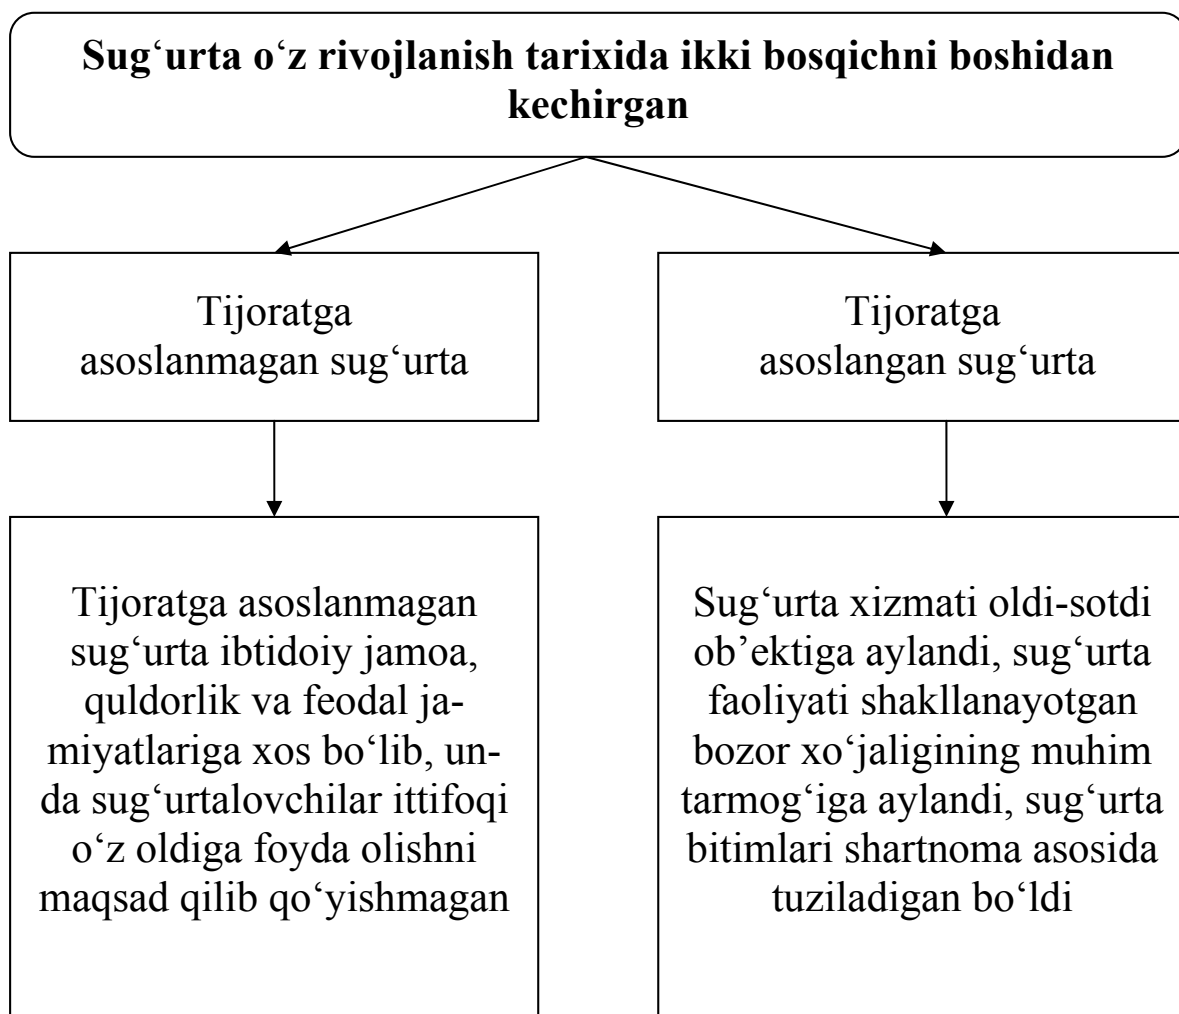 Sug‘urta o‘z rivojlanish tarixida ikki bosqichni boshidan
kechirgan
Tijoratga
asoslanmagan sug‘urta
Tijoratga
asoslangan sug‘urta
Tijoratga asoslanmagan
sug‘urta ibtidoiy jamoa,
quldorlik va feodal ja-
miyatlariga xos bo‘lib, un-
da sug‘urtalovchilar ittifoqi
o‘z oldiga foyda olishni
maqsad qilib qo‘yishmagan
Sug‘urta xizmati oldi-sotdi
ob’ektiga aylandi, sug‘urta
faoliyati shakllanayotgan
bozor xo‘jaligining muhim
tarmog‘iga aylandi, sug‘urta
bitimlari shartnoma asosida
tuziladigan bo‘ldi